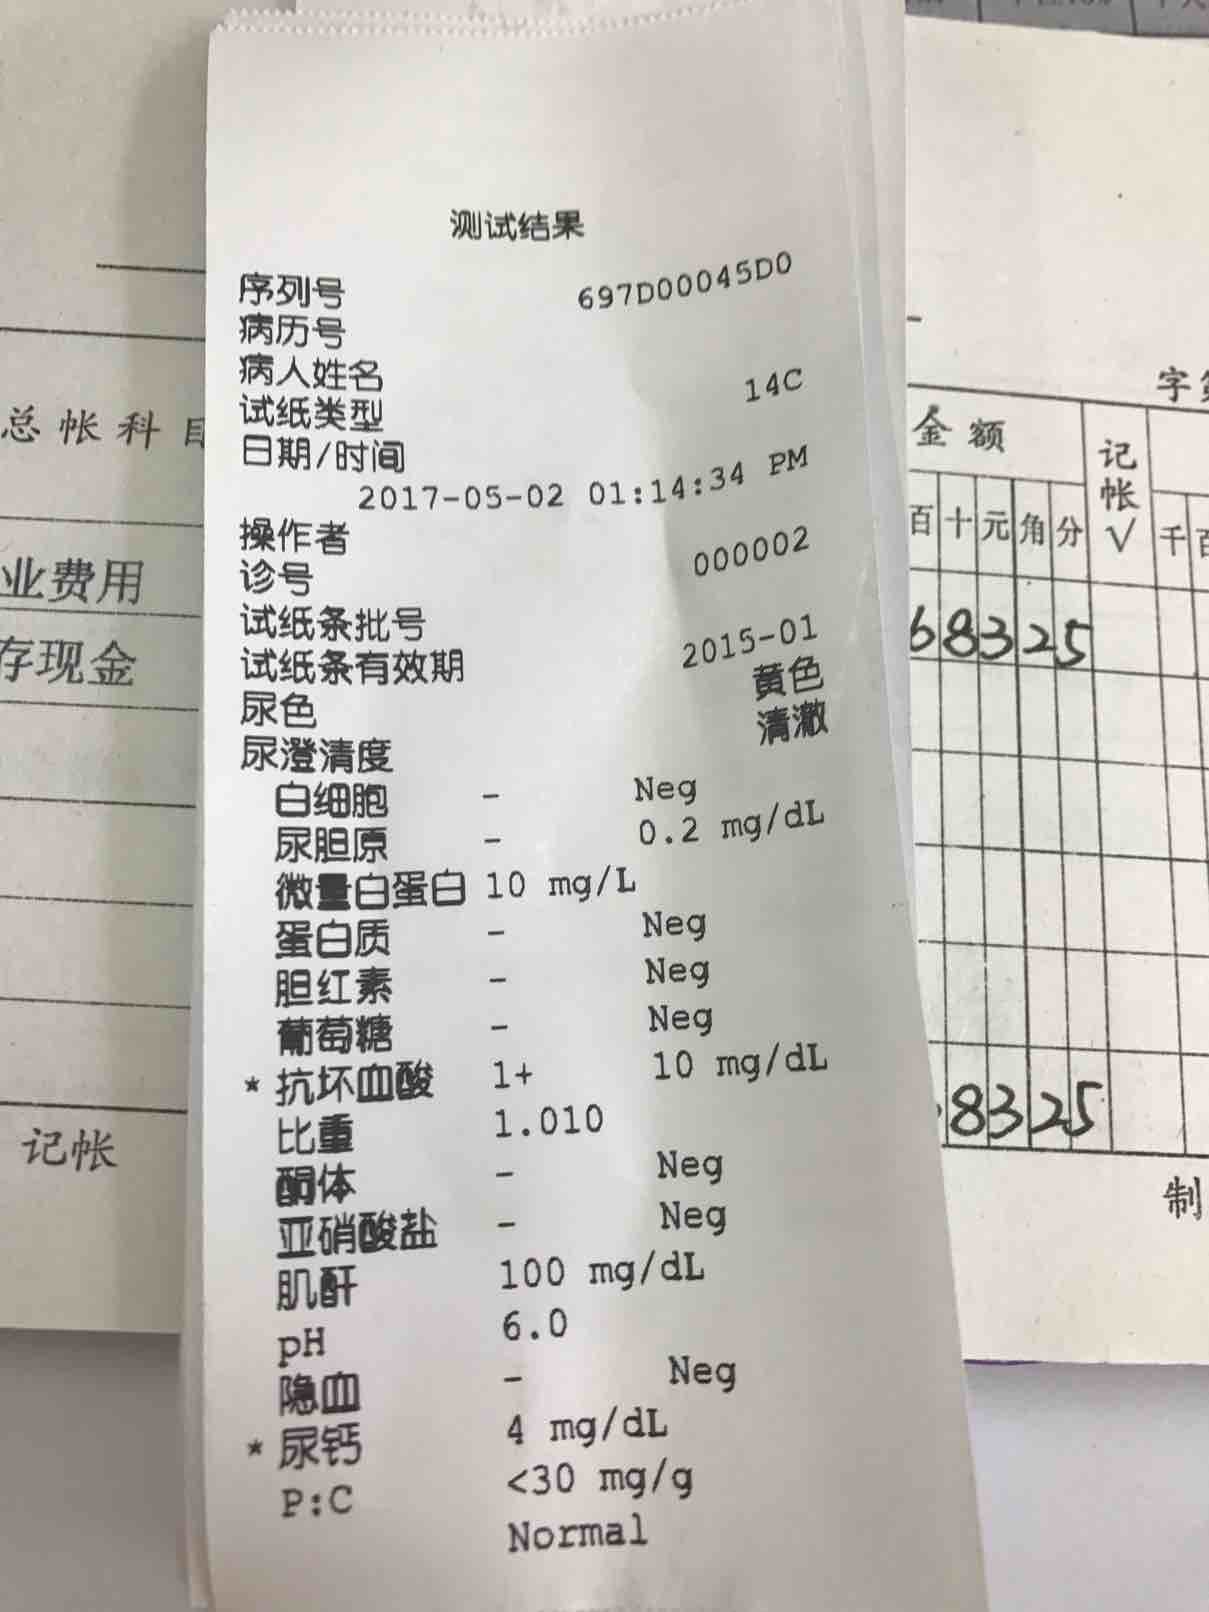 测试结果
序列号 697D00045D0
病历号
病人姓名
试纸类型 14C
日期/时间
2017-05-02 01:14:34 PM
操作者
诊号 000002
试纸条批号
试纸条有效期 2015-01
尿色 黄色
尿澄清度 清澈
白细胞 - Neg
尿胆原 - 0.2 mg/dL
微量白蛋白 10 mg/L
蛋白质 - Neg
胆红素 - Neg
葡萄糖 - Neg
* 抗坏血酸 1+ 10 mg/dL
比重 1.010
酮体 - Neg
亚硝酸盐 - Neg
肌酐 100 mg/dL
pH 6.0
隐血 - Neg
* 尿钙 4 mg/dL
P:C <30 mg/g
Normal
总帐科目
业费用
存现金
记帐
字第
金额
记帐√
百十元角分
千百
68325
8325
制